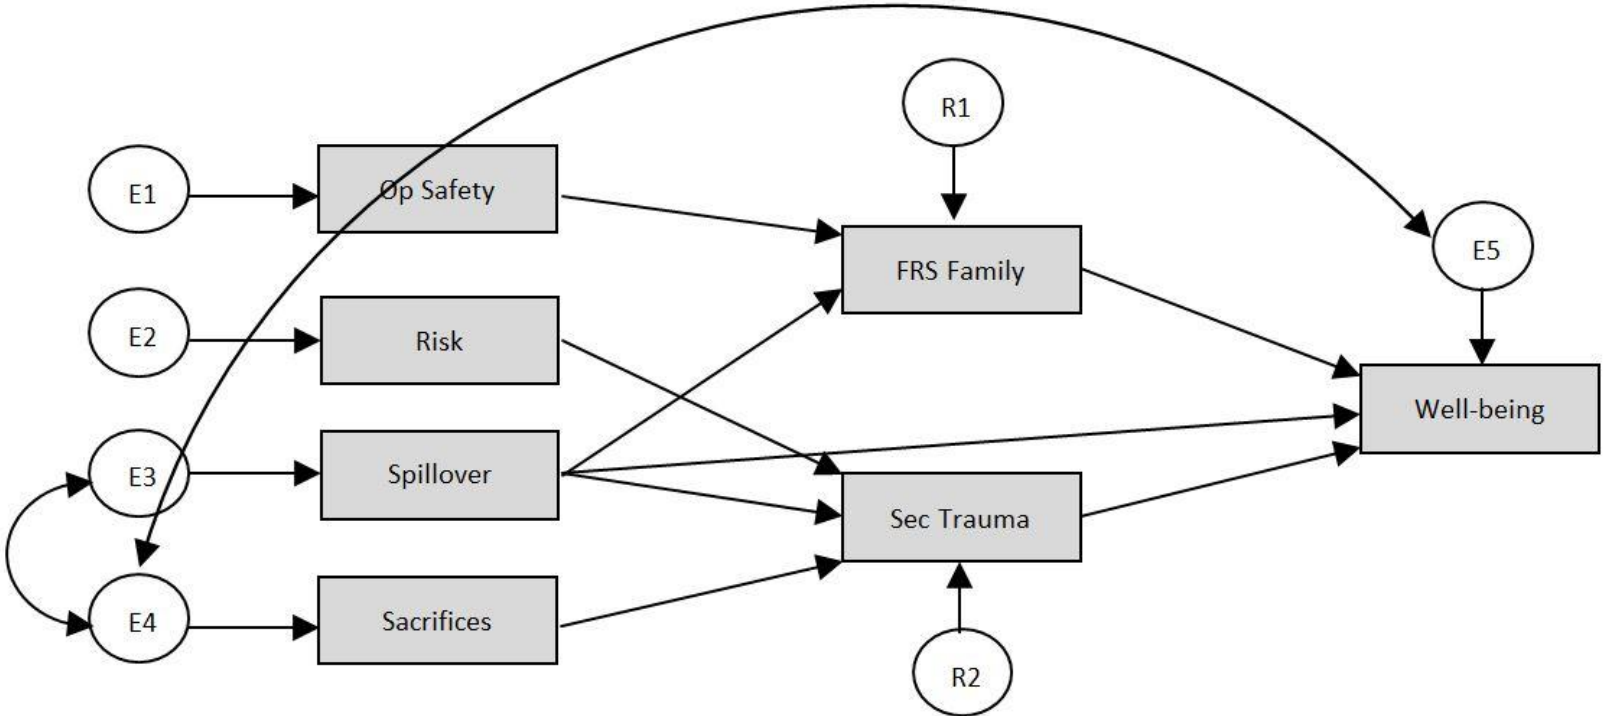 R1
E1
Op Safety
E5
FRS Family
E2
Risk
Well-being
E3
Spillover
Sec Trauma
E4
Sacrifices
R2